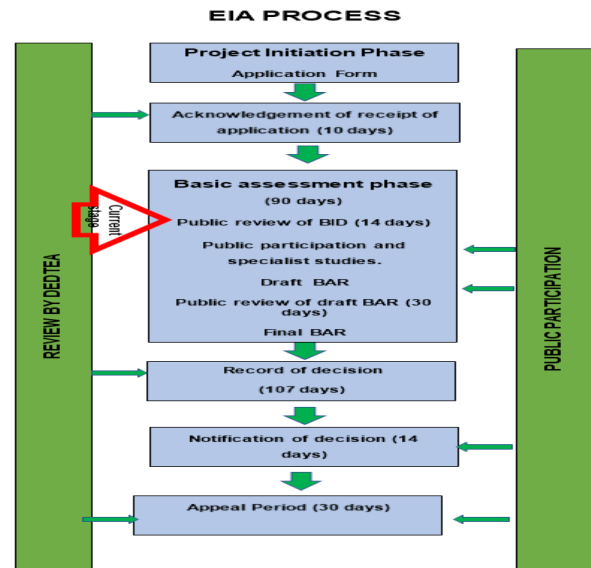 EIA PROCESS
REVIEW BY DEDTEA
Project Initiation Phase
Application Form
Acknowledgement of receipt of
application (10 days)
Current
stage
Basic assessment phase
(90 days)
Public review of BID (14 days)
Public participation and
specialist studies.
Draft BAR
Public review of draft BAR (30
days)
Final BAR
Record of decision
(107 days)
Notification of decision (14
days)
Appeal Period (30 days)
PUBLIC PARTICIPATION